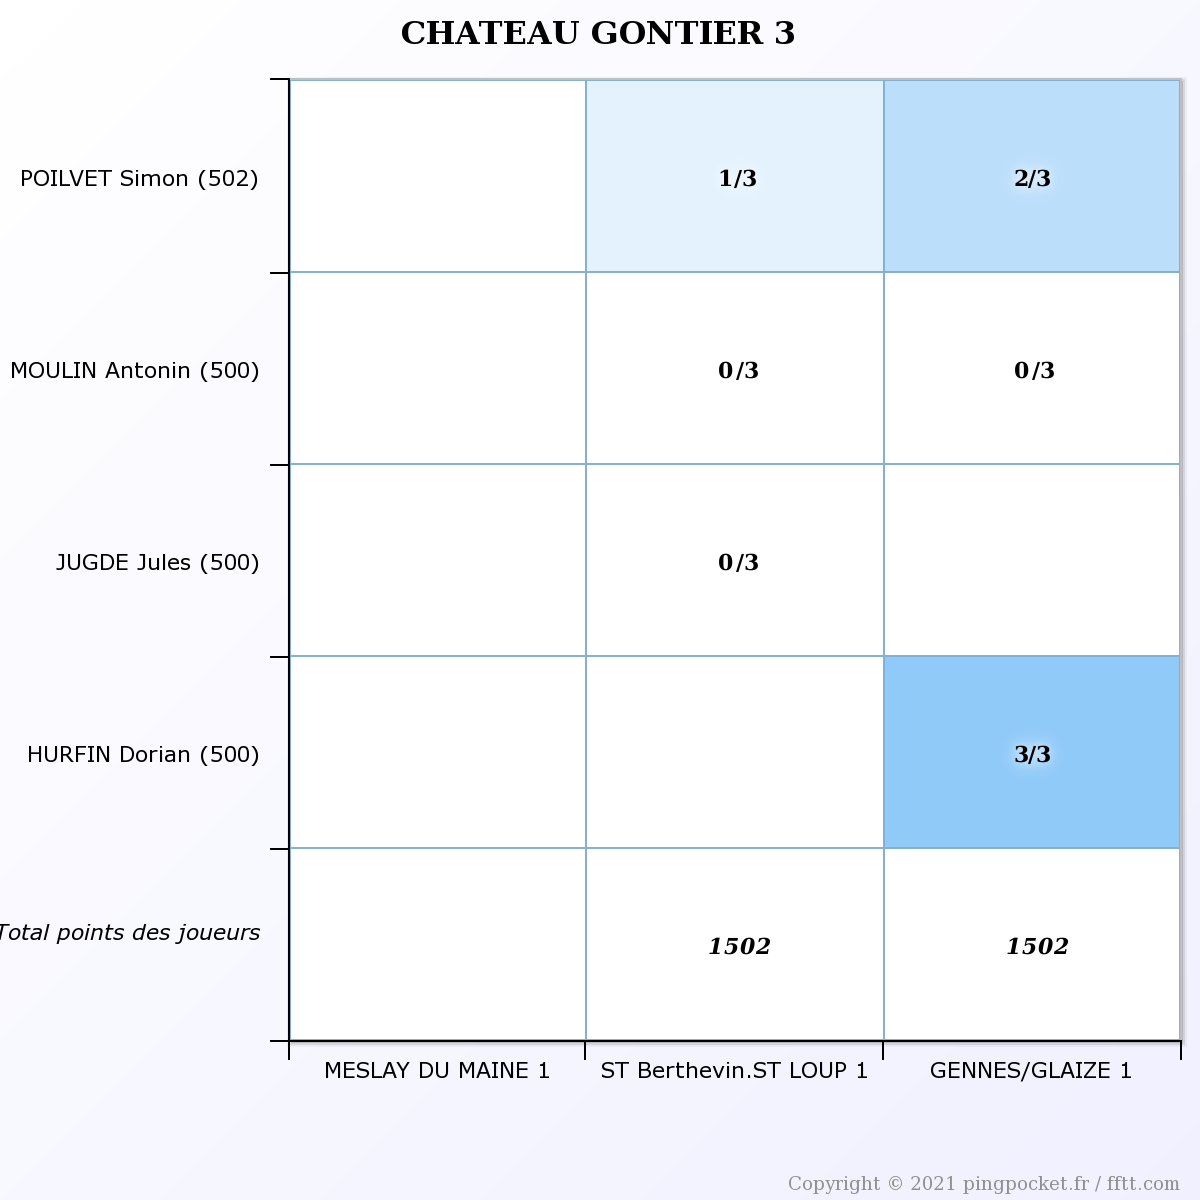 CHATEAU GONTIER 3
POILVET Simon (502) 1/3 2/3
MOULIN Antonin (500) 0/3 0/3
JUGDE Jules (500) 0/3
HURFIN Dorian (500) 3/3
Total points des joueurs 1502 1502
MESLAY DU MAINE 1 ST Berthevin.ST LOUP 1 GENNES/GLAIZE 1
Copyright © 2021 pingpocket.fr / fftt.com